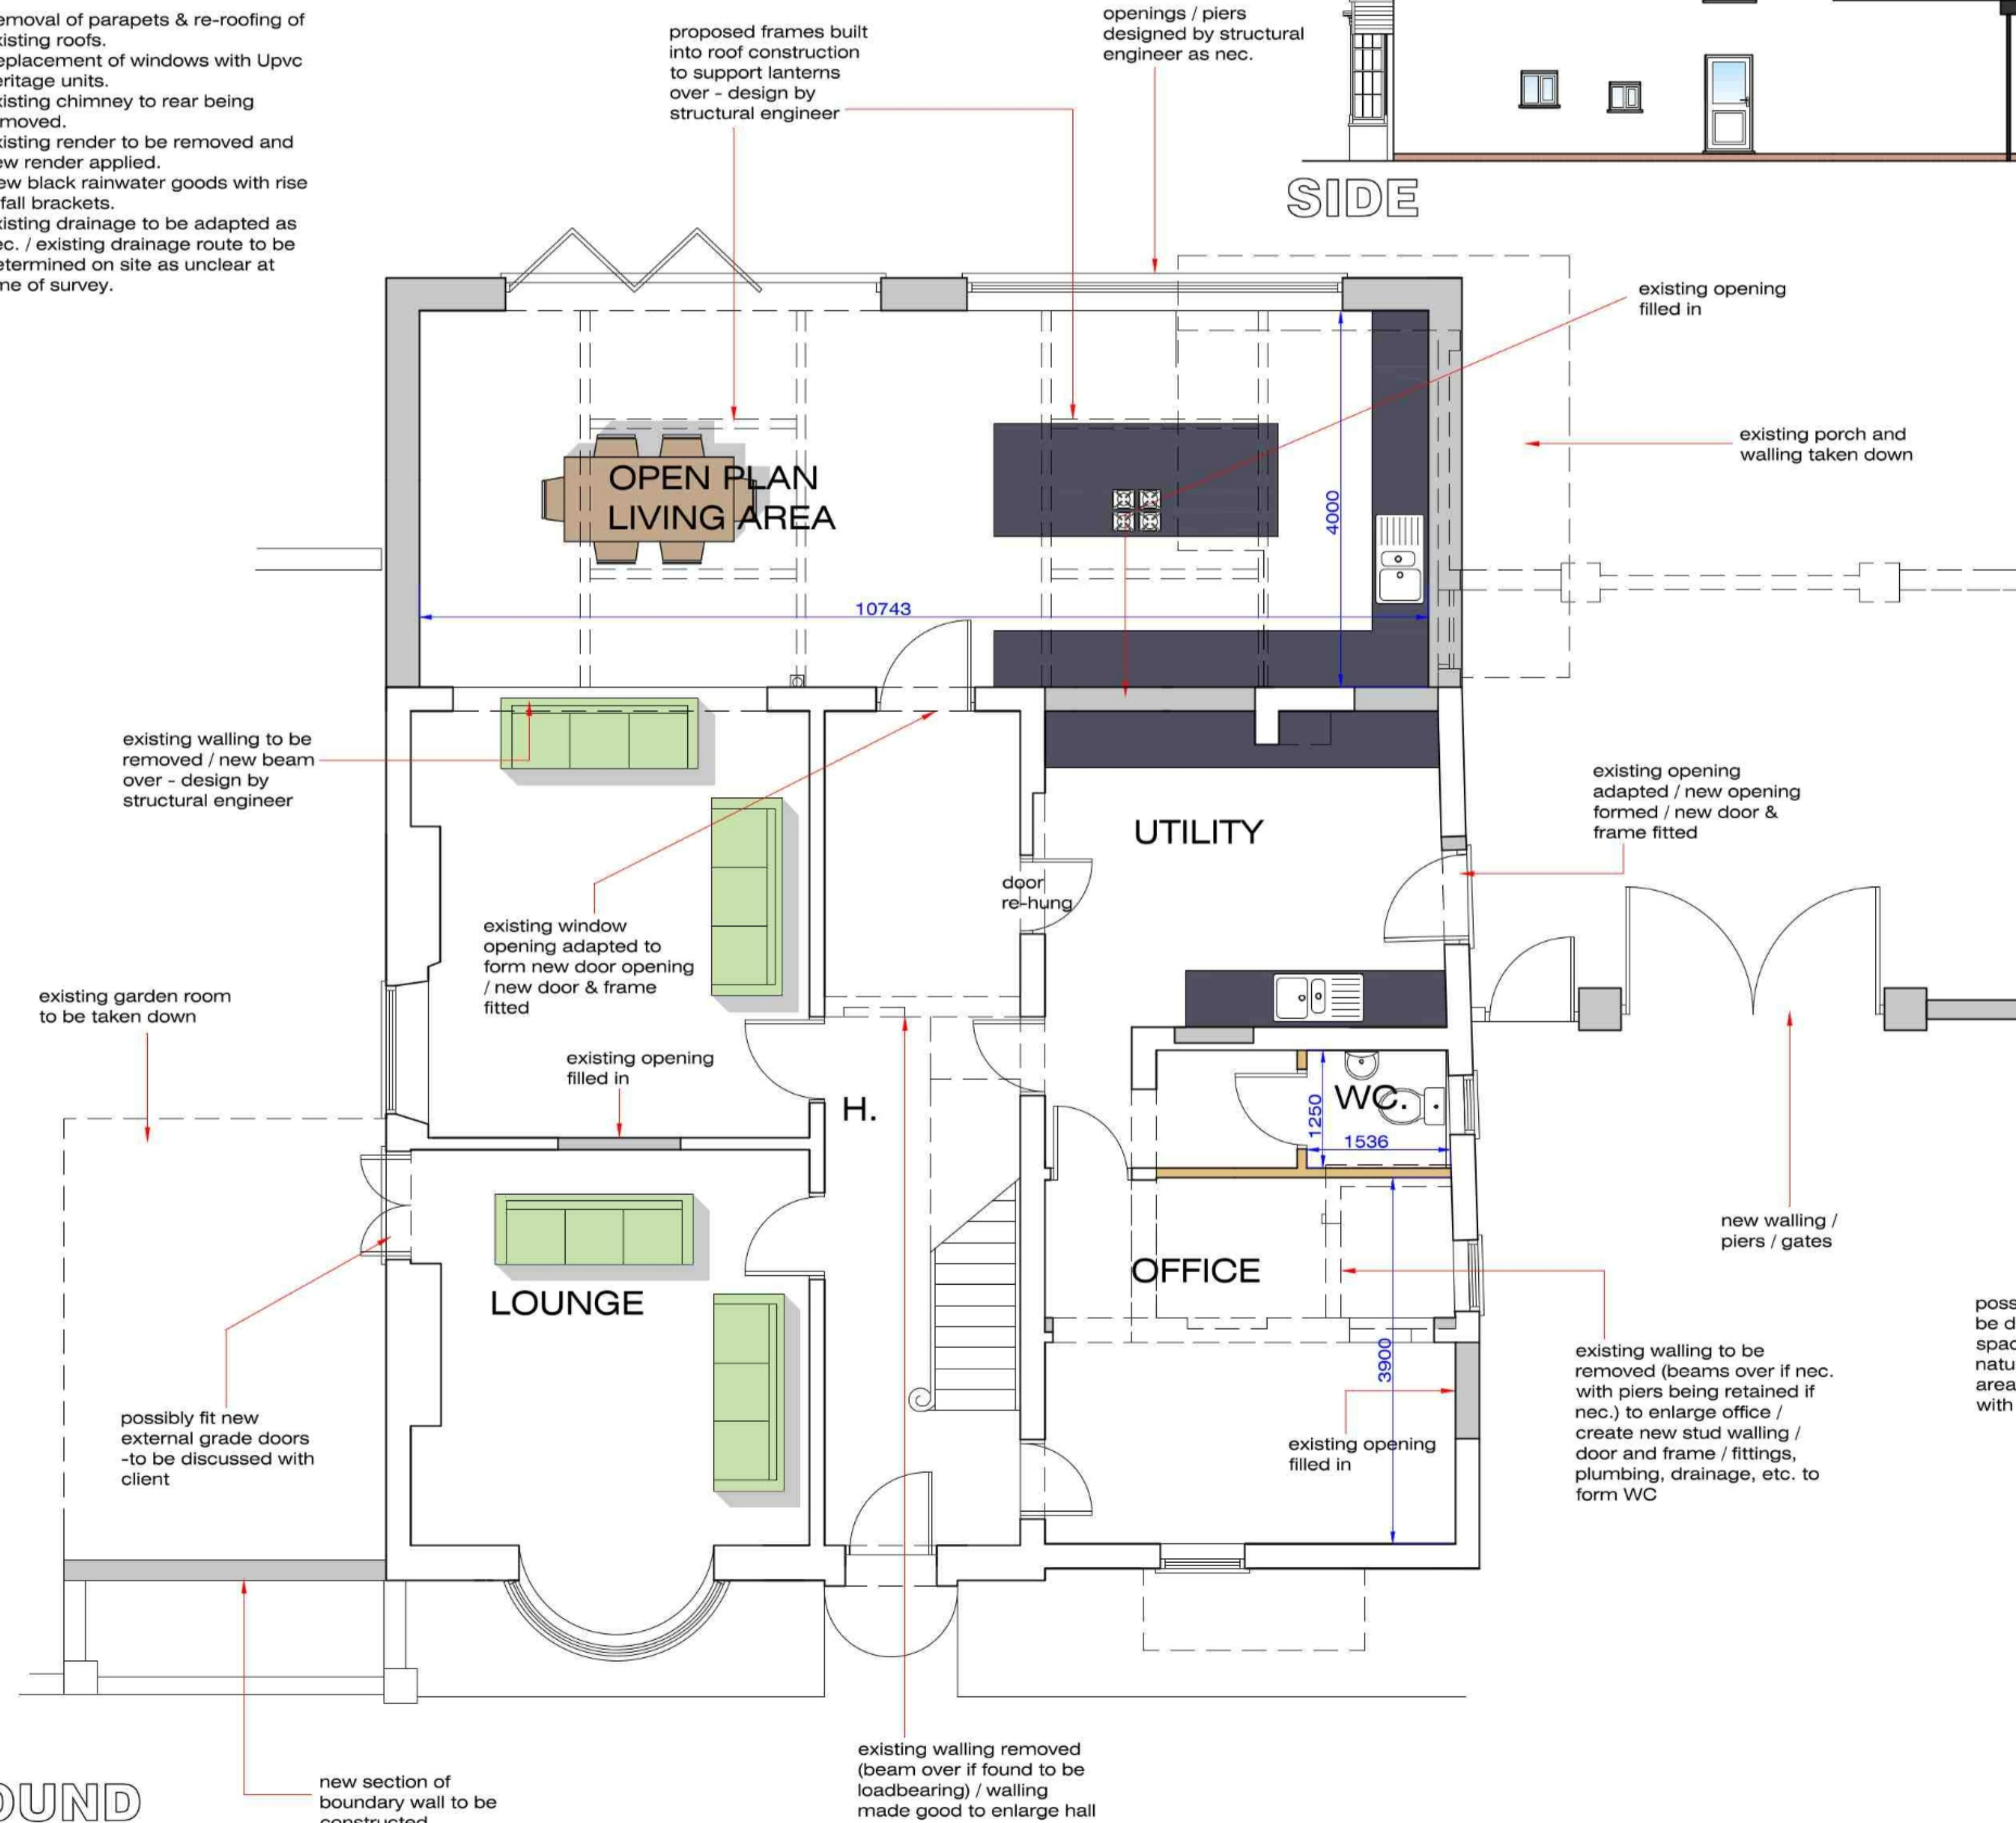 emoval of parapets & re-roofing of
xisting roofs.
eplacement of windows with Upvc
eritage units.
xisting chimney to rear being
moved.
xisting render to be removed and
ew render applied.
ew black rainwater goods with rise
fall brackets.
xisting drainage to be adapted as
ec. / existing drainage route to be
etermined on site as unclear at
me of survey.
proposed frames built
into roof construction
to support lanterns
over - design by
structural engineer
openings / piers
designed by structural
engineer as nec.
SIDE
existing opening
filled in
existing porch and
walling taken down
OPEN PLAN
LIVING AREA
4000
10743
existing walling to be
removed / new beam
over - design by
structural engineer
existing opening
adapted / new opening
formed / new door &
frame fitted
UTILITY
door
re-hung
existing window
opening adapted to
form new door opening
/ new door & frame
fitted
existing garden room
to be taken down
existing opening
filled in
H.
WC.
1250
1536
new walling /
piers / gates
OFFICE
LOUNGE
3900
poss
be d
spac
natu
area
with
existing walling to be
removed (beams over if nec.
with piers being retained if
nec.) to enlarge office /
create new stud walling /
door and frame / fittings,
plumbing, drainage, etc. to
form WC
possibly fit new
external grade doors
-to be discussed with
client
existing opening
filled in
existing walling removed
(beam over if found to be
loadbearing) / walling
made good to enlarge hall
new section of
boundary wall to be
constructed
OUND